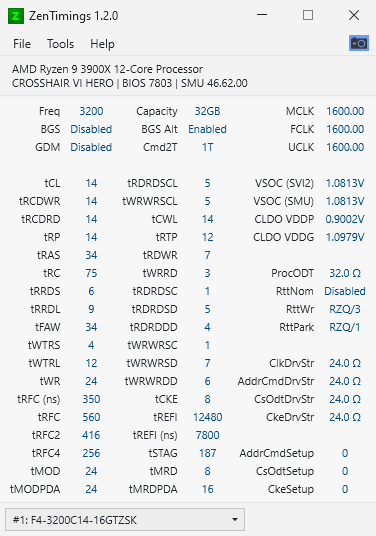 ZenTimings 1.2.0
File Tools Help
AMD Ryzen 9 3900X 12-Core Processor
CROSSHAIR VI HERO | BIOS 7803 | SMU 46.62.00
Freq 3200 Capacity 32GB MCLK 1600.00
BGS Disabled BGS Alt Enabled FCLK 1600.00
GDM Disabled Cmd2T 1T UCLK 1600.00
tCL 14 tRDRDSCL 5 VSOC (SVI2) 1.0813V
tRCDWR 14 tWRWRSCL 5 VSOC (SMU) 1.0813V
tRCDRD 14 tCWL 14 CLDO VDDP 0.9002V
tRP 14 tRTP 12 CLDO VDDG 1.0979V
tRAS 34 tRDWR 7
tRC 75 tWRRD 3 ProcODT 32.0 Ω
tRRDS 6 tRDRDSC 1 RttNom Disabled
tRRDL 9 tRDRDSD 5 RttWr RZQ/3
tFAW 34 tRDRDDD 4 RttPark RZQ/1
tWTRS 4 tWRWRSC 1
tWTRL 12 tWRWRSD 7 ClkDrvStr 24.0 Ω
tWR 24 tWRWRDD 6 AddrCmdDrvStr 24.0 Ω
tRFC (ns) 350 tCKE 8 CsOdtDrvStr 24.0 Ω
tRFC 560 tREFI 12480 CkeDrvStr 24.0 Ω
tRFC2 416 tREFI (ns) 7800
tRFC4 256 tSTAG 187 AddrCmdSetup 0
tMOD 24 tMRD 8 CsOdtSetup 0
tMODPDA 24 tMRDPDA 16 CkeSetup 0
#1: F4-3200C14-16GTZSK